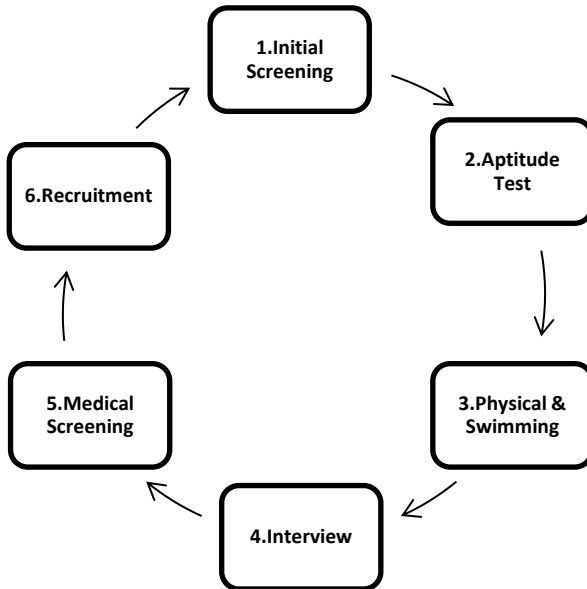 1.Initial
Screening
2.Aptitude
Test
3.Physical &
Swimming
4.Interview
5.Medical
Screening
6.Recruitment